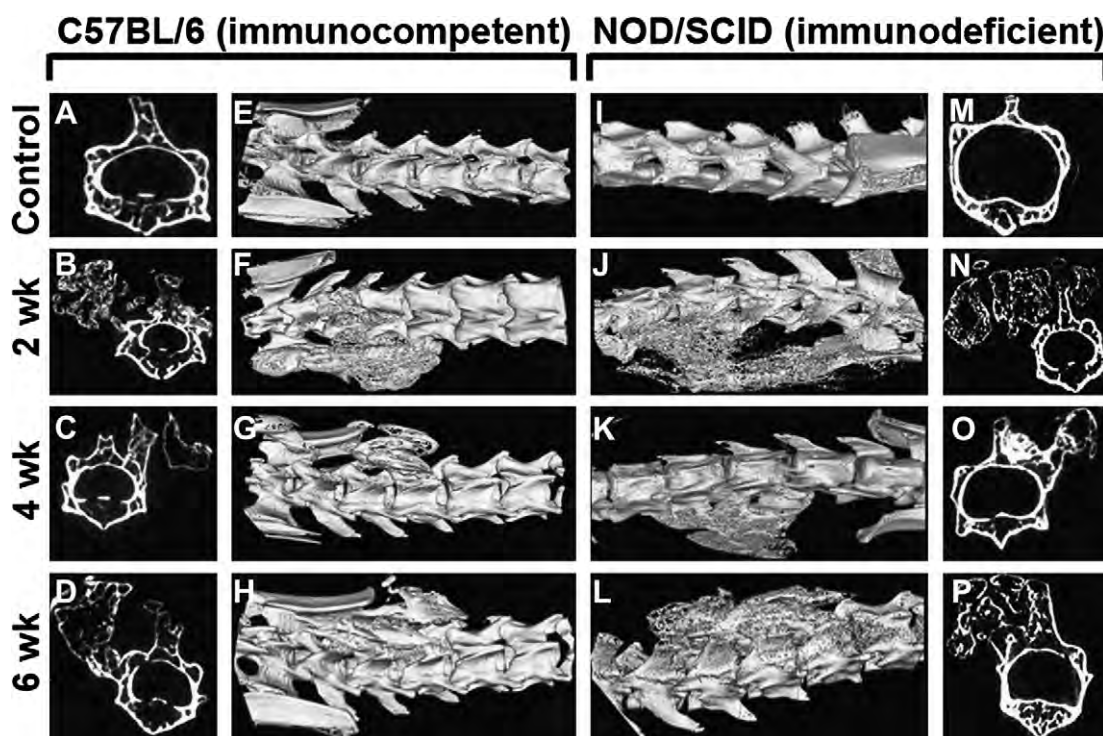 C57BL/6 (immunocompetent) NOD/SCID (immunodeficient)
Control A E I M
2 wk B F J N
4 wk C G K O
6 wk D H L P